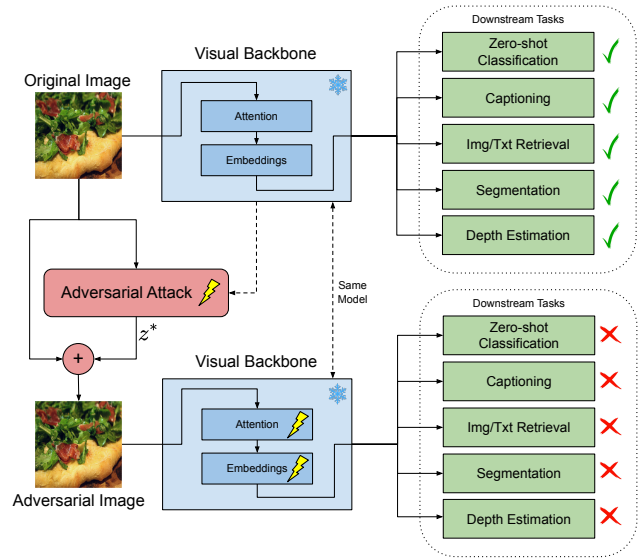 Downstream Tasks
Visual Backbone
Original Image
Attention
Embeddings
Zero-shot
Classification
Captioning
Img/Txt Retrieval
Segmentation
Depth Estimation
Adversarial Attack
Same
Model
z*
+
Downstream Tasks
Visual Backbone
Attention
Embeddings
Adversarial Image
Zero-shot
Classification
Captioning
Img/Txt Retrieval
Segmentation
Depth Estimation